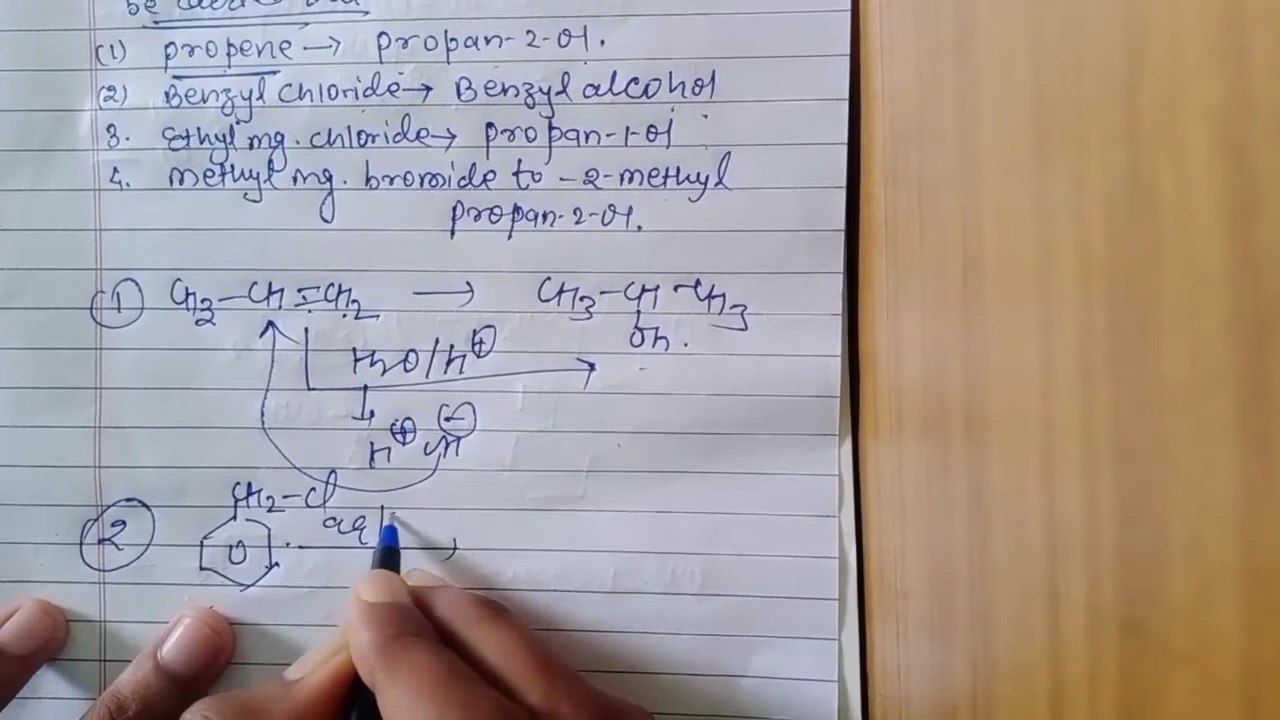 be
(1) propene → propan-2-ol.
(2) Benzyl chloride → Benzyl alcohol
3. Ethyl mg. chloride → propan-1-ol
4. methyl mg. bromide to -2-methyl
propan-2-ol.
① CH3-CH=CH2 → CH3-CH-CH3
OH.
H2O/H⊕
H⊕ OH⊖
CH2-Cl
② aq